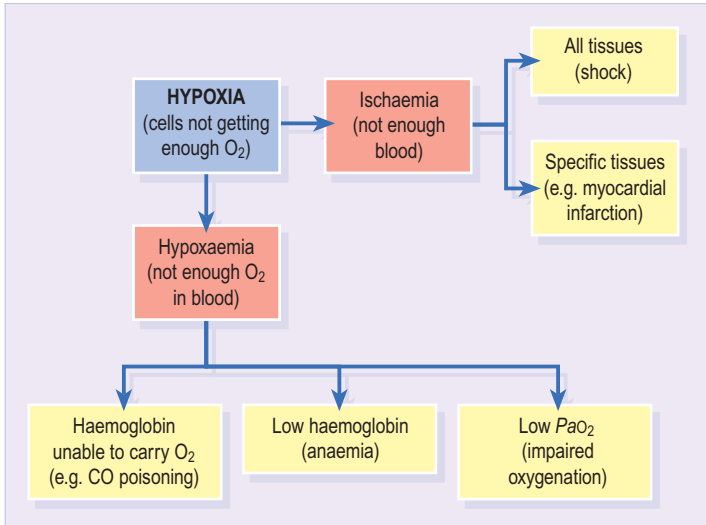 HYPOXIA
(cells not getting
enough O₂)
Ischaemia
(not enough
blood)
All tissues
(shock)
Specific tissues
(e.g. myocardial
infarction)
Hypoxaemia
(not enough O₂
in blood)
Haemoglobin
unable to carry O₂
(e.g. CO poisoning)
Low haemoglobin
(anaemia)
Low PaO₂
(impaired
oxygenation)